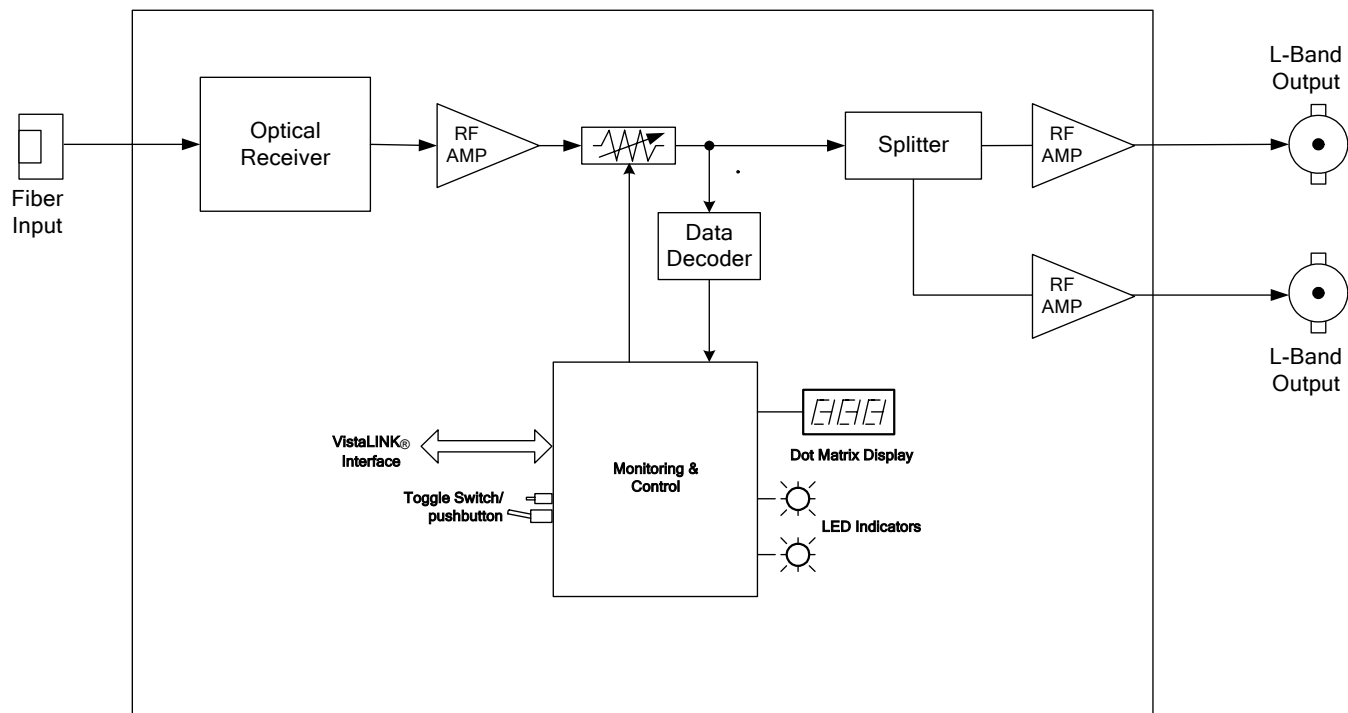 L-Band
Output
Optical
Receiver
RF
AMP
Splitter
RF
AMP
Fiber
Input
Data
Decoder
RF
AMP
L-Band
Output
VistaLINK®
Interface
Monitoring &
Control
Dot Matrix Display
Toggle Switch/
pushbutton
LED Indicators